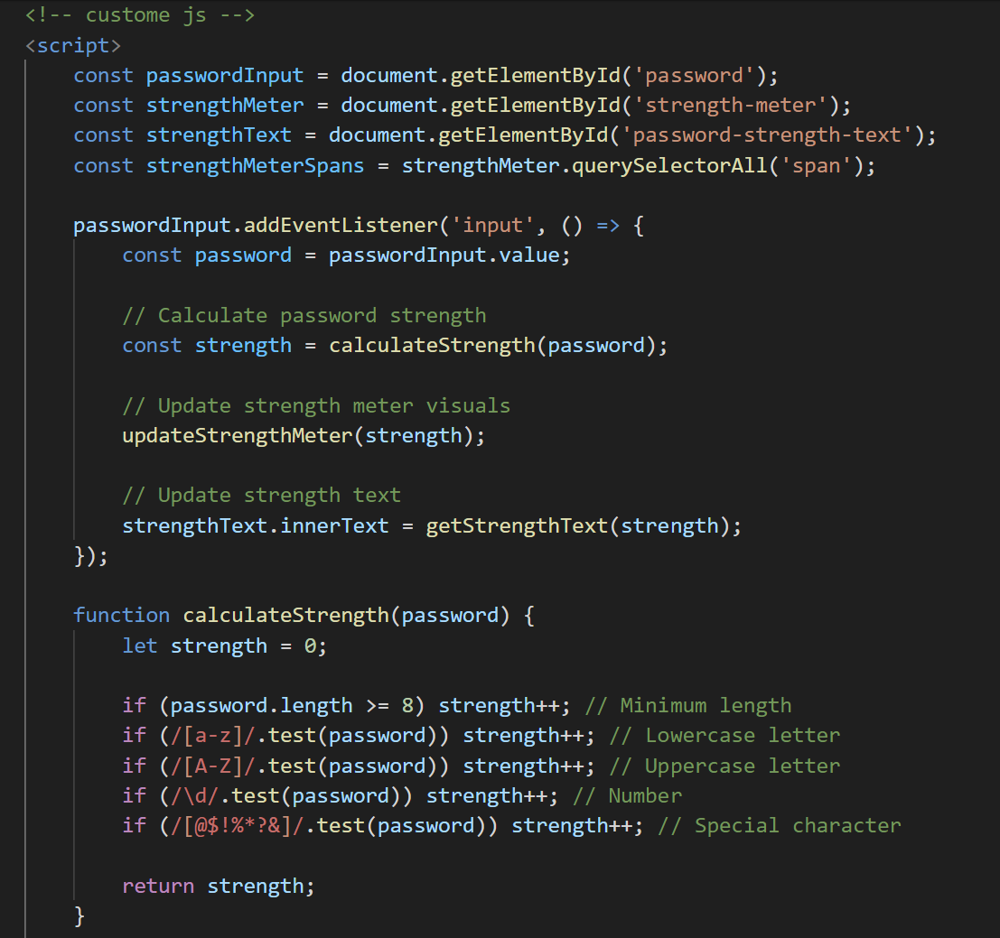 <!-- custome js -->
<script>
const passwordInput = document.getElementById('password');
const strengthMeter = document.getElementById('strength-meter');
const strengthText = document.getElementById('password-strength-text');
const strengthMeterSpans = strengthMeter.querySelectorAll('span');
passwordInput.addEventListener('input', () => {
const password = passwordInput.value;
// Calculate password strength
const strength = calculateStrength(password);
// Update strength meter visuals
updateStrengthMeter(strength);
// Update strength text
strengthText.innerText = getStrengthText(strength);
});
function calculateStrength(password) {
let strength = 0;
if (password.length >= 8) strength++; // Minimum length
if (/[a-z]/.test(password)) strength++; // Lowercase letter
if (/[A-Z]/.test(password)) strength++; // Uppercase letter
if (/\d/.test(password)) strength++; // Number
if (/[@$!%*?&]/.test(password)) strength++; // Special character
return strength;
}